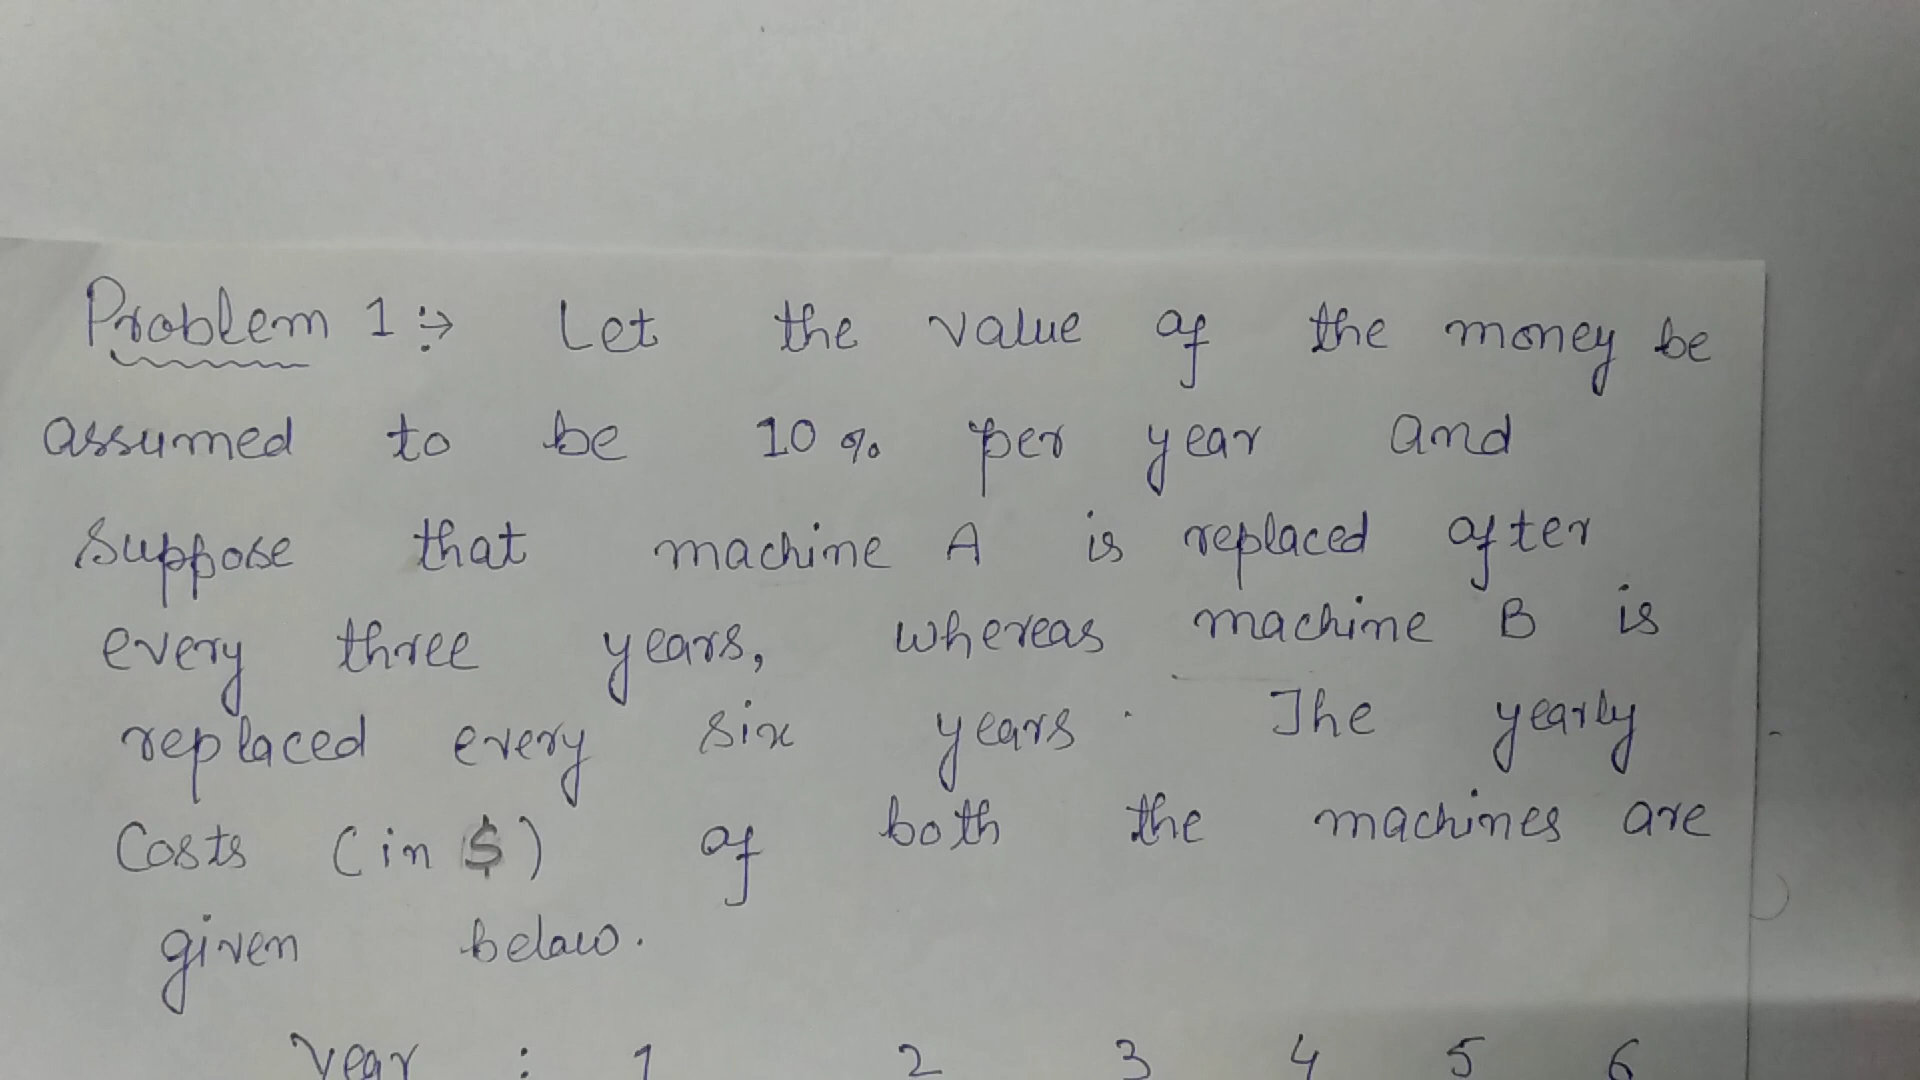 Problem 1 :→ Let the value of the money be
assumed to be 10% per year and
suppose that machine A is replaced after
every three years, whereas machine B is
replaced every six years. The yearly
costs (in $) of both the machines are
given below.
Year : 1 2 3 4 5 6